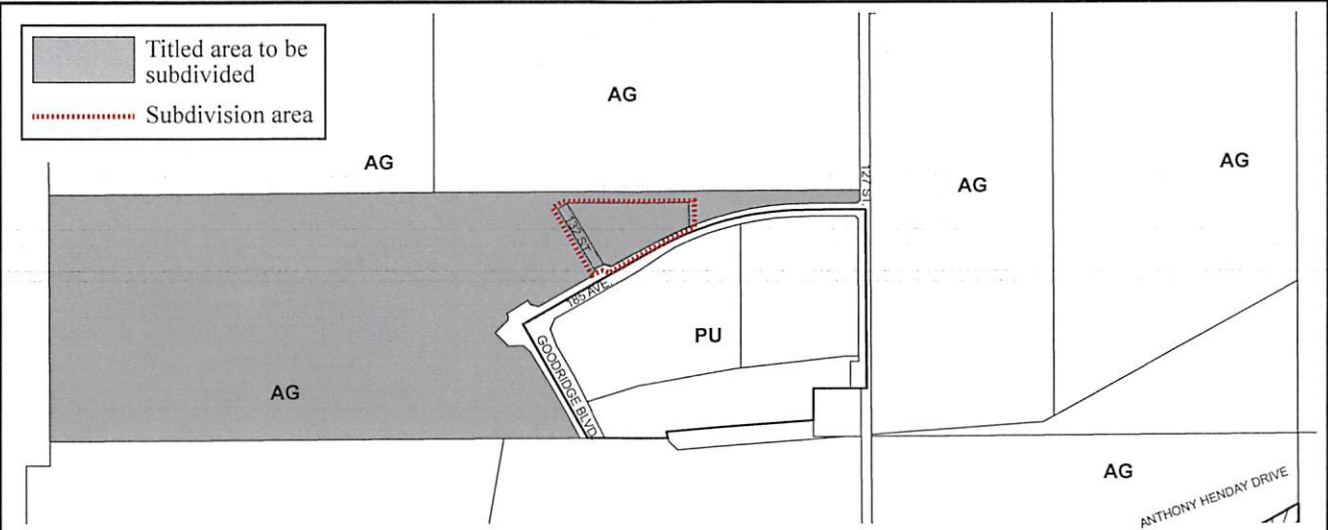 Titled area to be
subdivided
Subdivision area
AG
AG
127 ST.
AG
AG
132 ST.
185 AVE.
PU
GOODRIDGE BLVD
AG
AG
ANTHONY HENDAY DRIVE